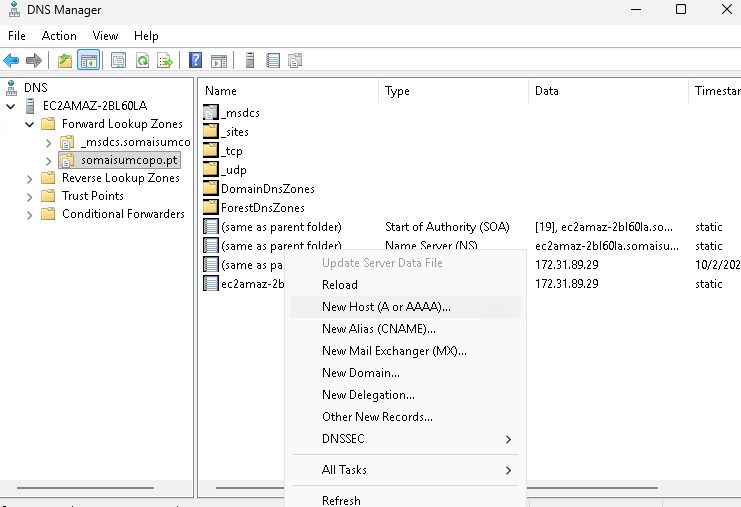 DNS Manager
File Action View Help
DNS
EC2AMAZ-2BL60LA
Forward Lookup Zones
_msdcs.somaisumco
somaisumcopo.pt
Reverse Lookup Zones
Trust Points
Conditional Forwarders
Name Type Data Timestar
_msdcs
_sites
_tcp
_udp
DomainDnsZones
ForestDnsZones
(same as parent folder) Start of Authority (SOA) [19], ec2amaz-2bl60la.so... static
(same as parent folder) Name Server (NS) ec2amaz-2bl60la.somaisu... static
(same as pa 172.31.89.29 10/2/202
ec2amaz-2b 172.31.89.29 static
Update Server Data File
Reload
New Host (A or AAAA)...
New Alias (CNAME)...
New Mail Exchanger (MX)...
New Domain...
New Delegation...
Other New Records...
DNSSEC
All Tasks
Refresh